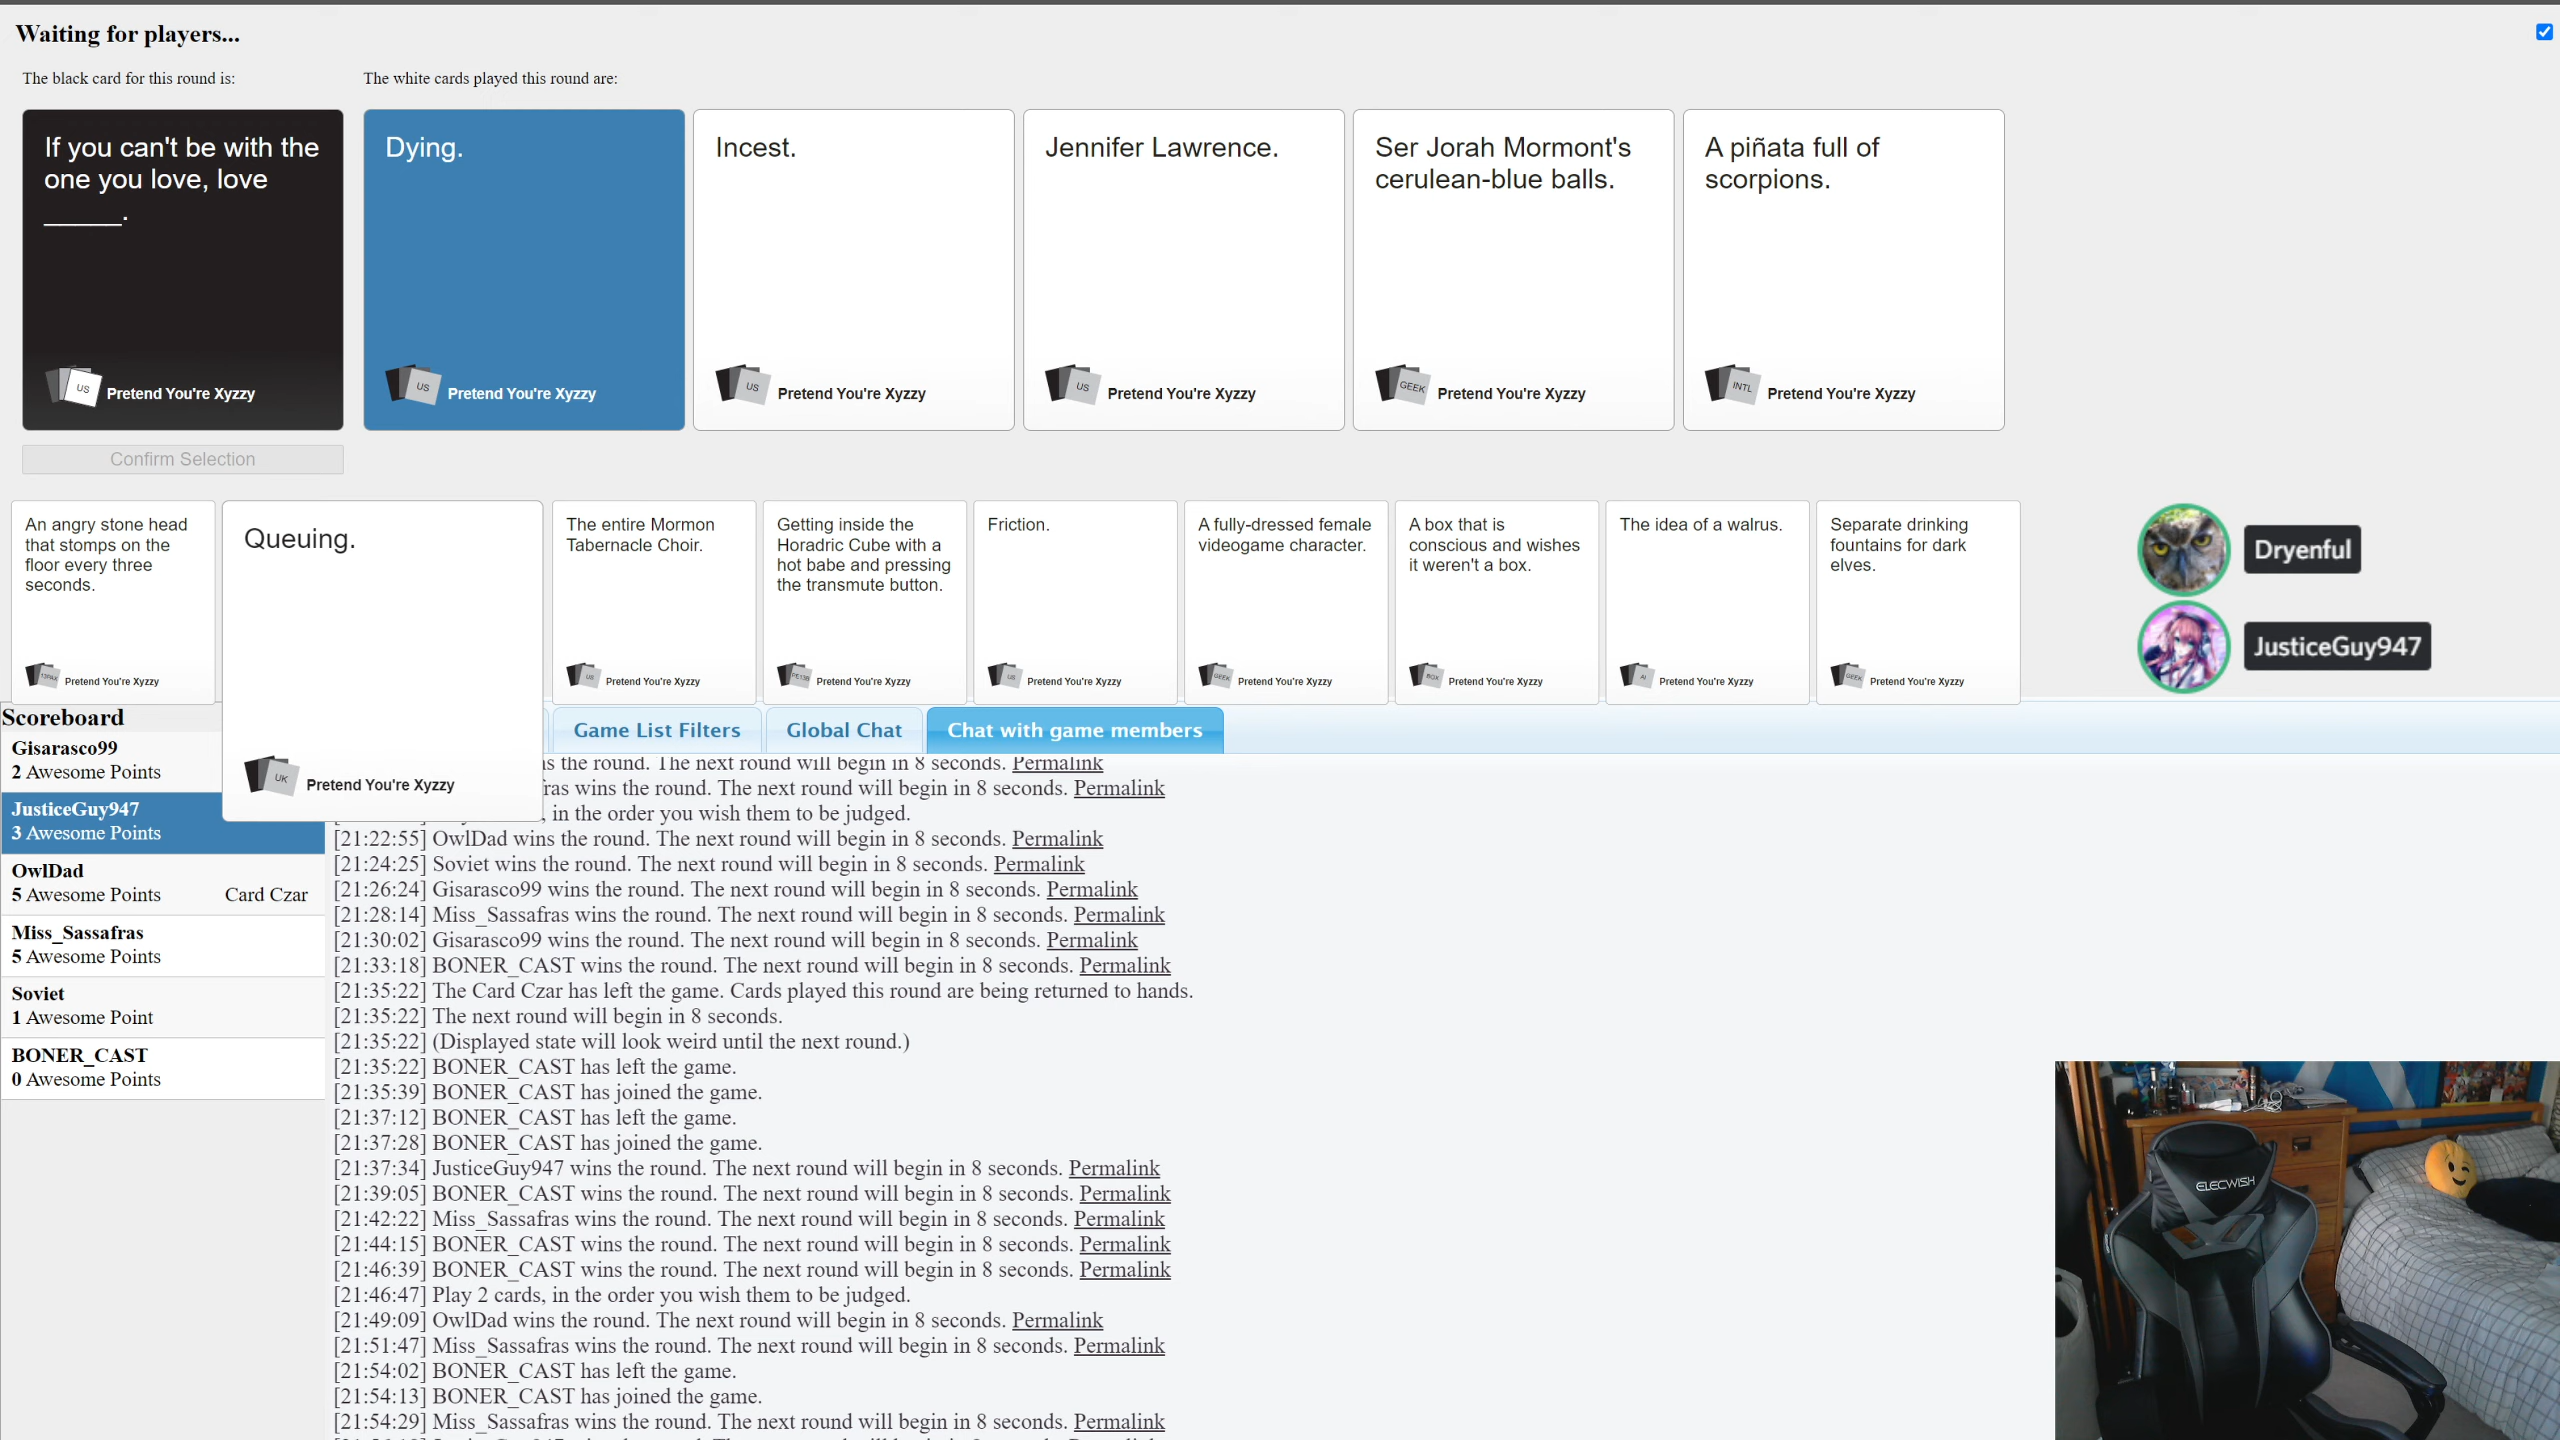 Waiting for players...
The black card for this round is:
The white cards played this round are:
If you can't be with the
one you love, love
_____.
US Pretend You're Xyzzy
Dying.
US Pretend You're Xyzzy
Incest.
US Pretend You're Xyzzy
Jennifer Lawrence.
US Pretend You're Xyzzy
Ser Jorah Mormont's
cerulean-blue balls.
GEEK Pretend You're Xyzzy
A piñata full of
scorpions.
INTL Pretend You're Xyzzy
Confirm Selection
An angry stone head
that stomps on the
floor every three
seconds.
13PAX Pretend You're Xyzzy
Queuing.
UK Pretend You're Xyzzy
The entire Mormon
Tabernacle Choir.
US Pretend You're Xyzzy
Getting inside the
Horadric Cube with a
hot babe and pressing
the transmute button.
PE13B Pretend You're Xyzzy
Friction.
US Pretend You're Xyzzy
A fully-dressed female
videogame character.
GEEK Pretend You're Xyzzy
A box that is
conscious and wishes
it weren't a box.
BOX Pretend You're Xyzzy
The idea of a walrus.
AI Pretend You're Xyzzy
Separate drinking
fountains for dark
elves.
GEEK Pretend You're Xyzzy
Dryenful
JusticeGuy947
Scoreboard
Gisarasco99
2 Awesome Points
JusticeGuy947
3 Awesome Points
OwlDad
5 Awesome Points Card Czar
Miss_Sassafras
5 Awesome Points
Soviet
1 Awesome Point
BONER_CAST
0 Awesome Points
Game List Filters
Global Chat
Chat with game members
the round. The next round will begin in 8 seconds. Permalink
wins the round. The next round will begin in 8 seconds. Permalink
, in the order you wish them to be judged.
[21:22:55] OwlDad wins the round. The next round will begin in 8 seconds. Permalink
[21:24:25] Soviet wins the round. The next round will begin in 8 seconds. Permalink
[21:26:24] Gisarasco99 wins the round. The next round will begin in 8 seconds. Permalink
[21:28:14] Miss_Sassafras wins the round. The next round will begin in 8 seconds. Permalink
[21:30:02] Gisarasco99 wins the round. The next round will begin in 8 seconds. Permalink
[21:33:18] BONER_CAST wins the round. The next round will begin in 8 seconds. Permalink
[21:35:22] The Card Czar has left the game. Cards played this round are being returned to hands.
[21:35:22] The next round will begin in 8 seconds.
[21:35:22] (Displayed state will look weird until the next round.)
[21:35:22] BONER_CAST has left the game.
[21:35:39] BONER_CAST has joined the game.
[21:37:12] BONER_CAST has left the game.
[21:37:28] BONER_CAST has joined the game.
[21:37:34] JusticeGuy947 wins the round. The next round will begin in 8 seconds. Permalink
[21:39:05] BONER_CAST wins the round. The next round will begin in 8 seconds. Permalink
[21:42:22] Miss_Sassafras wins the round. The next round will begin in 8 seconds. Permalink
[21:44:15] BONER_CAST wins the round. The next round will begin in 8 seconds. Permalink
[21:46:39] BONER_CAST wins the round. The next round will begin in 8 seconds. Permalink
[21:46:47] Play 2 cards, in the order you wish them to be judged.
[21:49:09] OwlDad wins the round. The next round will begin in 8 seconds. Permalink
[21:51:47] Miss_Sassafras wins the round. The next round will begin in 8 seconds. Permalink
[21:54:02] BONER_CAST has left the game.
[21:54:13] BONER_CAST has joined the game.
[21:54:29] Miss_Sassafras wins the round. The next round will begin in 8 seconds. Permalink
ELECWISH